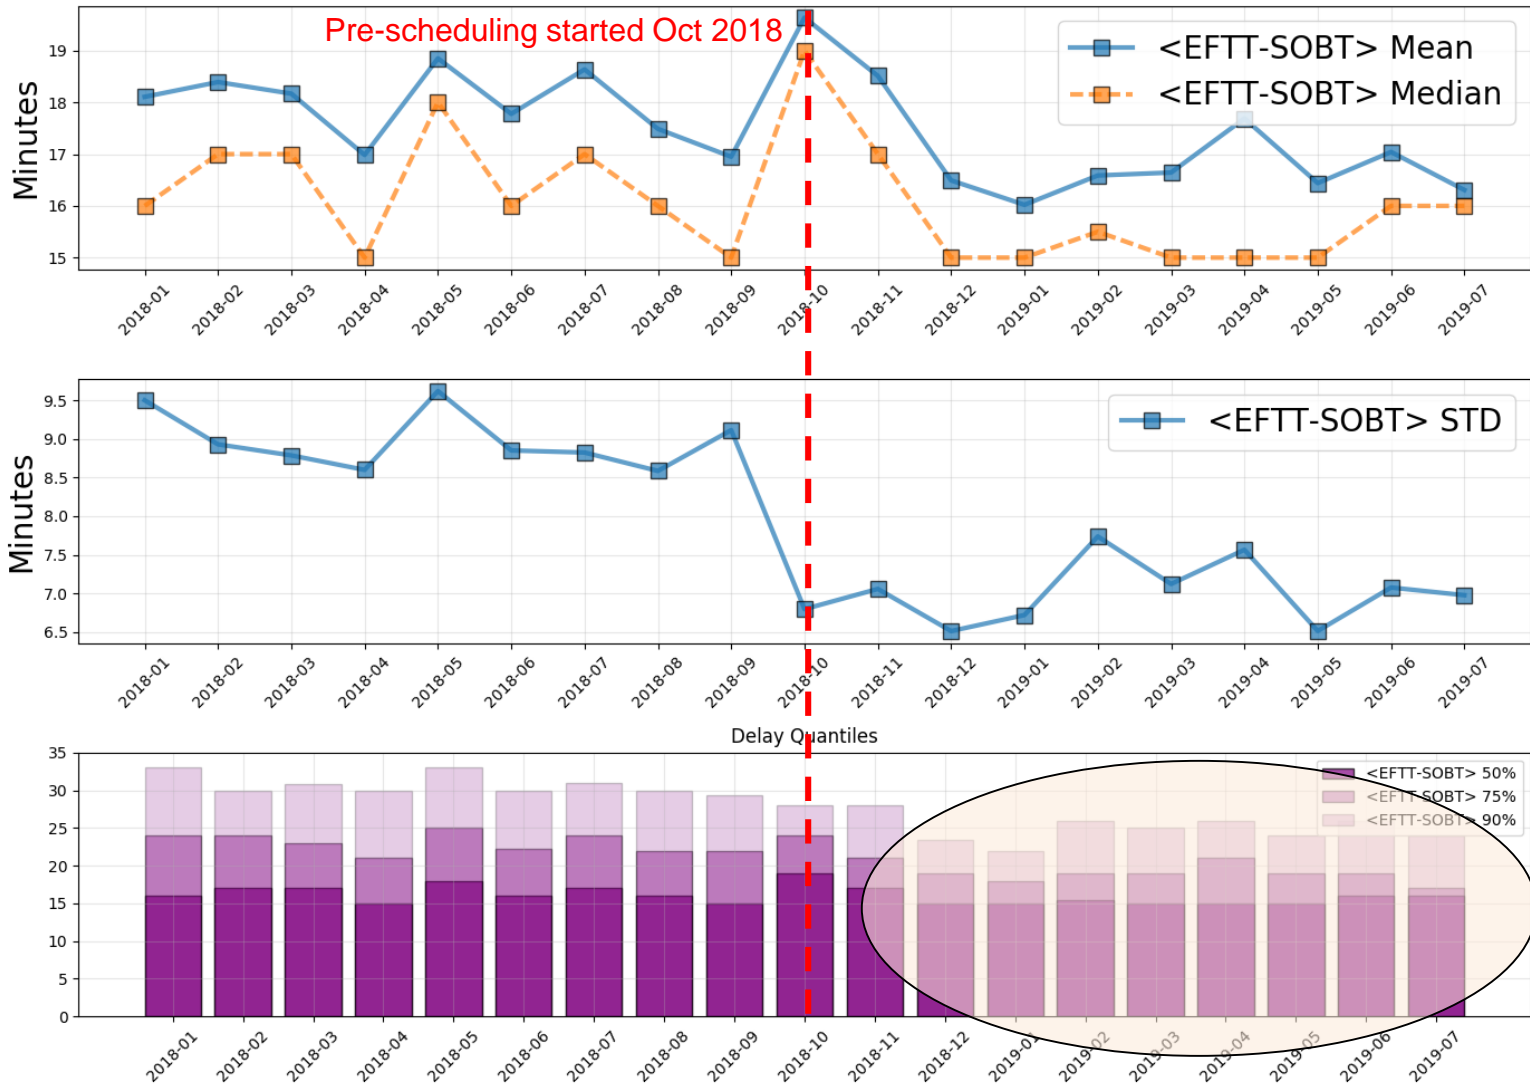 Pre-scheduling started Oct 2018
<EFTT-SOBT> Mean
<EFTT-SOBT> Median
Minutes
19
18
17
16
15
2018-01 2018-02 2018-03 2018-04 2018-05 2018-06 2018-07 2018-08 2018-09 2018-10 2018-11 2018-12 2019-01 2019-02 2019-03 2019-04 2019-05 2019-06 2019-07
<EFTT-SOBT> STD
Minutes
9.5
9.0
8.5
8.0
7.5
7.0
6.5
2018-01 2018-02 2018-03 2018-04 2018-05 2018-06 2018-07 2018-08 2018-09 2018-10 2018-11 2018-12 2019-01 2019-02 2019-03 2019-04 2019-05 2019-06 2019-07
Delay Quantiles
<EFTT-SOBT> 50%
<EFTT-SOBT> 75%
<EFTT-SOBT> 90%
35
30
25
20
15
10
5
0
2018-01 2018-02 2018-03 2018-04 2018-05 2018-06 2018-07 2018-08 2018-09 2018-10 2018-11 2018-12 2019-01 2019-02 2019-03 2019-04 2019-05 2019-06 2019-07